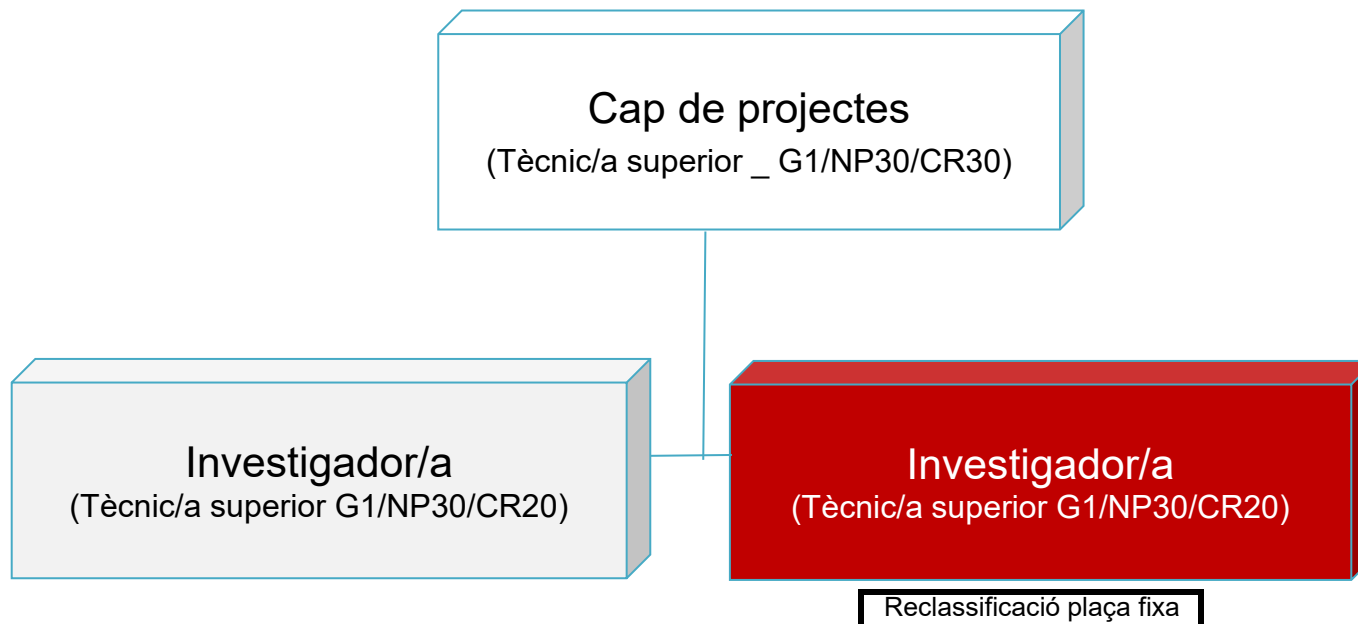 Cap de projectes
(Tècnic/a superior _ G1/NP30/CR30)
Investigador/a
(Tècnic/a superior G1/NP30/CR20)
Investigador/a
(Tècnic/a superior G1/NP30/CR20)
Reclassificació plaça fixa